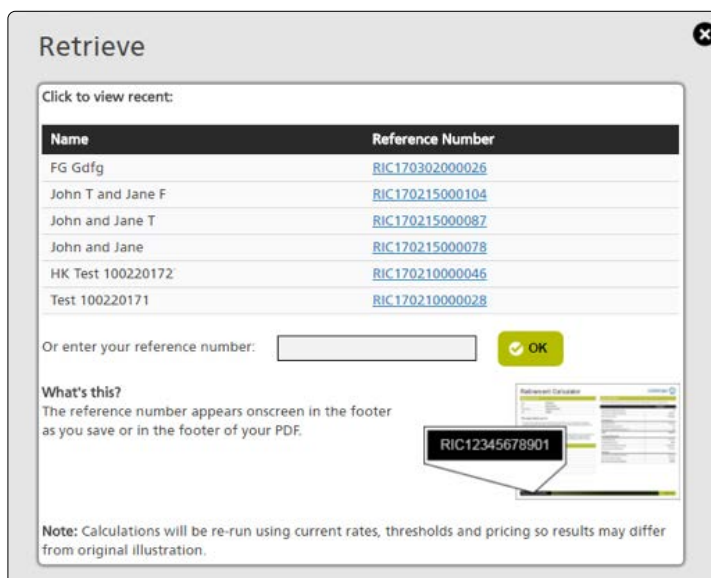 Retrieve
Click to view recent:
Name Reference Number
FG Gdfg RIC170302000026
John T and Jane F RIC170215000104
John and Jane T RIC170215000087
John and Jane RIC170215000078
HK Test 100220172 RIC170210000046
Test 100220171 RIC170210000028
Or enter your reference number: OK
What's this?
The reference number appears onscreen in the footer
as you save or in the footer of your PDF.
Retirement Calculator
RIC12345678901
Note: Calculations will be re-run using current rates, thresholds and pricing so results may differ
from original illustration.